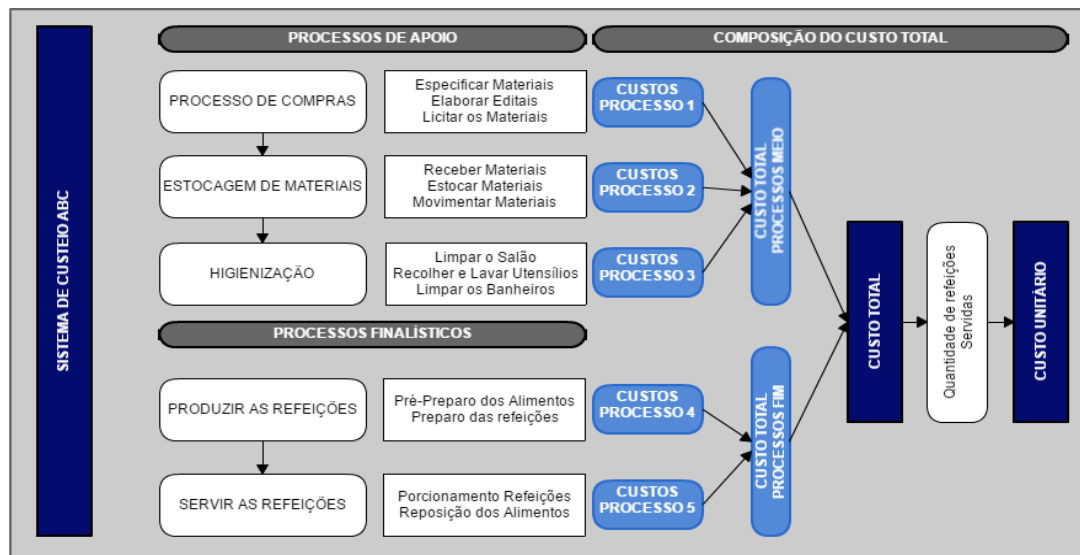 SISTEMA DE CUSTEIO ABC
PROCESSOS DE APOIO
COMPOSIÇÃO DO CUSTO TOTAL
PROCESSO DE COMPRAS
Especificar Materiais
Elaborar Editais
Licitar os Materiais
CUSTOS
PROCESSO 1
ESTOCAGEM DE MATERIAIS
Receber Materiais
Estocar Materiais
Movimentar Materiais
CUSTOS
PROCESSO 2
HIGIENIZAÇÃO
Limpar o Salão
Recolher e Lavar Utensílios
Limpar os Banheiros
CUSTOS
PROCESSO 3
CUSTO TOTAL
PROCESSOS MEIO
PROCESSOS FINALÍSTICOS
PRODUZIR AS REFEIÇÕES
Pré-Preparo dos Alimentos
Preparo das refeições
CUSTOS
PROCESSO 4
SERVIR AS REFEIÇÕES
Porcionamento Refeições
Reposição dos Alimentos
CUSTOS
PROCESSO 5
CUSTO TOTAL
PROCESSOS FIM
CUSTO TOTAL
Quantidade de refeições
Servidas
CUSTO UNITÁRIO